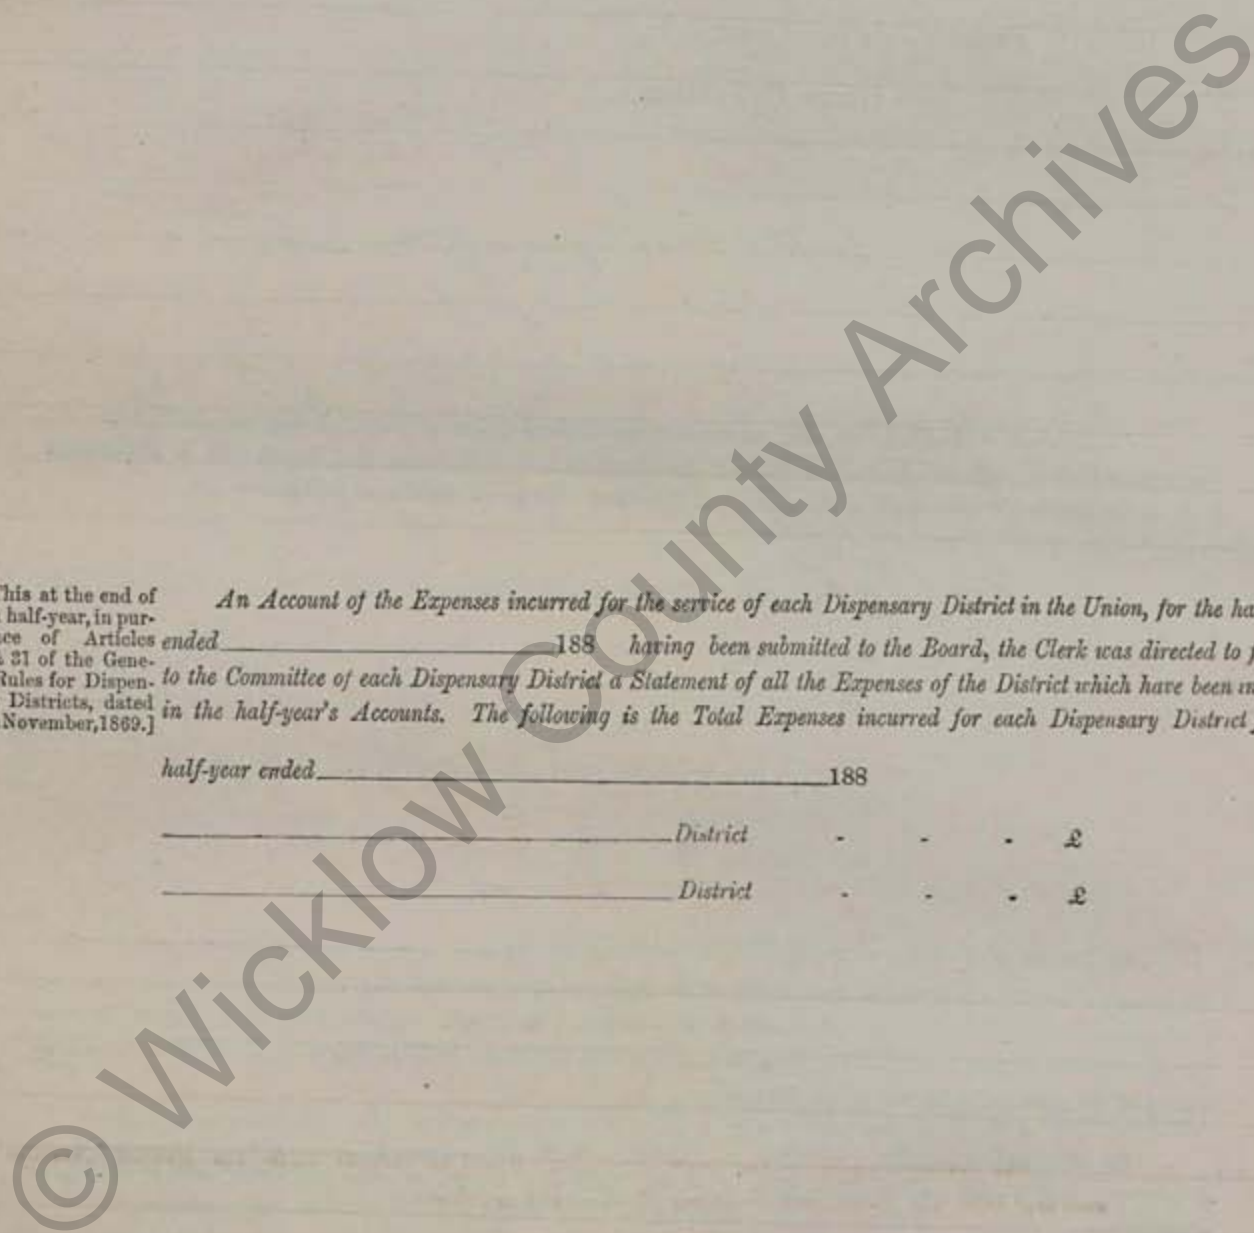 This at the end of
half-year, in pur-
ce of Articles
31 of the Gene-
Rules for Dispen-
Districts, dated
November, 1869.]
An Account of the Expenses incurred for the service of each Dispensary District in the Union, for the ha
ended 188 having been submitted to the Board, the Clerk was directed to
to the Committee of each Dispensary District a Statement of all the Expenses of the District which have been in
in the half-year's Accounts. The following is the Total Expenses incurred for each Dispensary District
half-year ended 188
District - - - £
District - - - £
© Wicklow County Archives